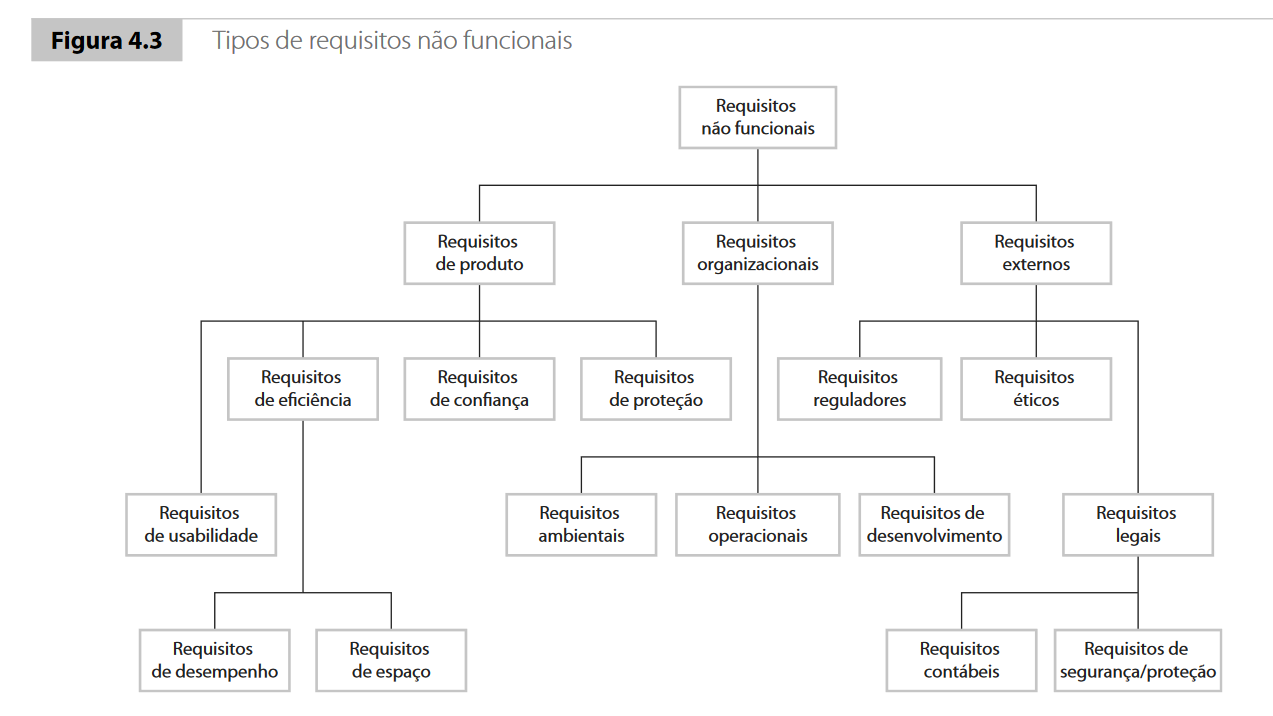 Figura 4.3 Tipos de requisitos não funcionais
Requisitos
não funcionais
Requisitos
de produto
Requisitos
organizacionais
Requisitos
externos
Requisitos
de eficiência
Requisitos
de confiança
Requisitos
de proteção
Requisitos
reguladores
Requisitos
éticos
Requisitos
de usabilidade
Requisitos
ambientais
Requisitos
operacionais
Requisitos de
desenvolvimento
Requisitos
legais
Requisitos
de desempenho
Requisitos
de espaço
Requisitos
contábeis
Requisitos de
segurança/proteção